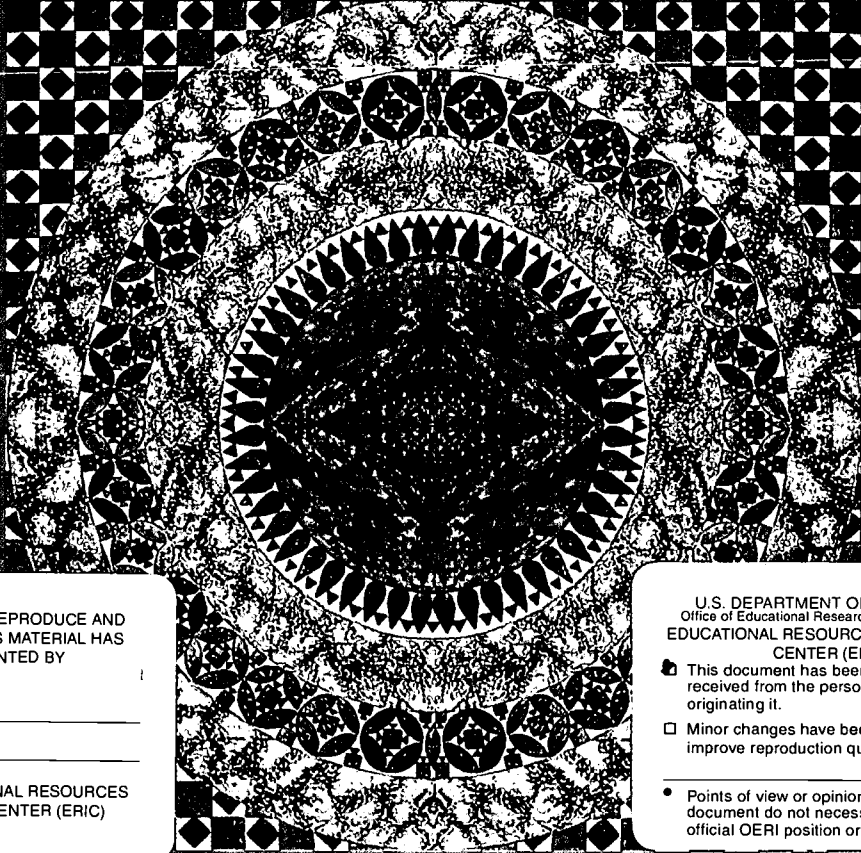 EPRODUCE AND
S MATERIAL HAS
NTED BY
NAL RESOURCES
ENTER (ERIC)
U.S. DEPARTMENT O
Office of Educational Researc
EDUCATIONAL RESOURC
CENTER (E
This document has been
received from the perso
originating it.
□ Minor changes have bee
improve reproduction qu
• Points of view or opinion
document do not necess
official OERI position or